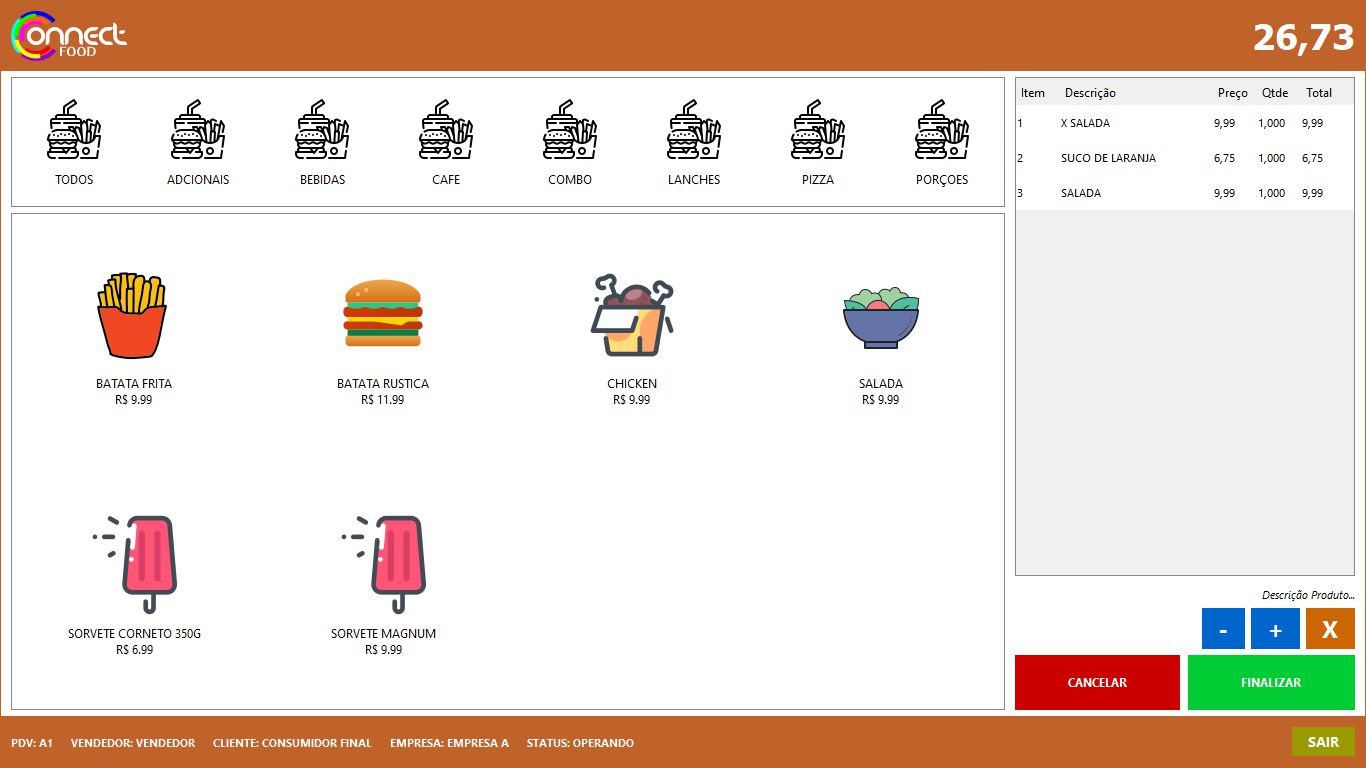 Connect
FOOD
26,73
TODOS ADCIONAIS BEBIDAS CAFE COMBO LANCHES PIZZA PORÇOES
Item Descrição Preço Qtde Total
1 X SALADA 9,99 1,000 9,99
2 SUCO DE LARANJA 6,75 1,000 6,75
3 SALADA 9,99 1,000 9,99
BATATA FRITA BATATA RUSTICA CHICKEN SALADA
R$ 9.99 R$ 11.99 R$ 9.99 R$ 9.99
SORVETE CORNETO 350G SORVETE MAGNUM
R$ 6.99 R$ 9.99
Descrição Produto...
- + X
CANCELAR FINALIZAR
PDV: A1 VENDEDOR: VENDEDOR CLIENTE: CONSUMIDOR FINAL EMPRESA: EMPRESA A STATUS: OPERANDO SAIR